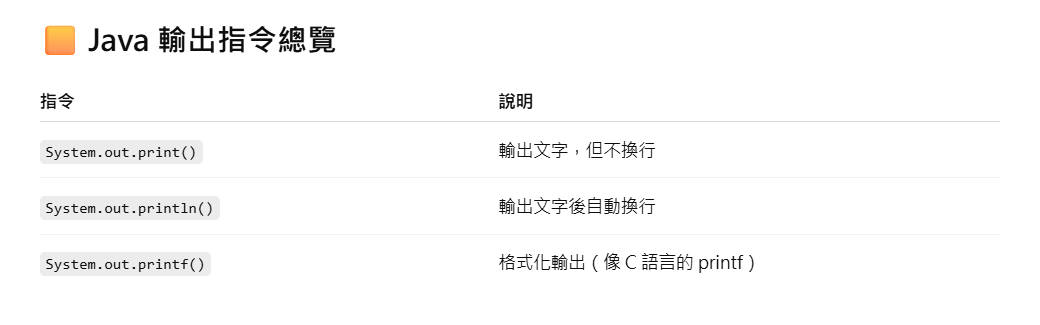 Java 輸出指令總覽
指令 說明
System.out.print() 輸出文字，但不換行
System.out.println() 輸出文字後自動換行
System.out.printf() 格式化輸出（像 C 語言的 printf）